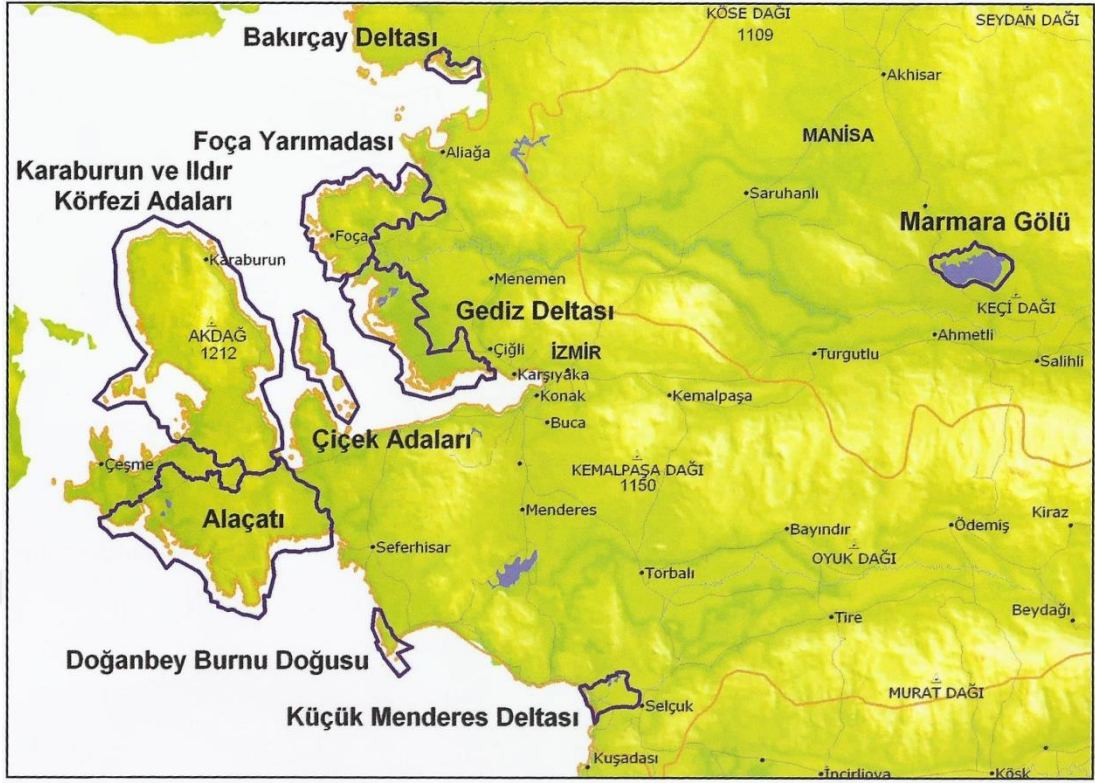 KÖSE DAĞI
1109
SEYDAN DAĞI
Bakırçay Deltası
Akhisar
MANİSA
Foça Yarımadası
Aliağa
Karaburun ve Ildır
Körfezi Adaları
Saruhanlı
Marmara Gölü
Foça
Karaburun
Menemen
KEÇİ DAĞI
Gediz Deltası
AKDAĞ
1212
Ahmetli
Çiğli
İZMİR
Turgutlu
Salihli
Karşıyaka
Konak
Kemalpaşa
Buca
Çiçek Adaları
Çeşme
KEMALPAŞA DAĞI
1150
Alaçatı
Menderes
Bayındır
Ödemiş
Kiraz
Seferhisar
OYUK DAĞI
Torbalı
Tire
Beydağı
Doğanbey Burnu Doğusu
MURAT DAĞI
Küçük Menderes Deltası
Selçuk
Kuşadası
İncirliova
Köşk